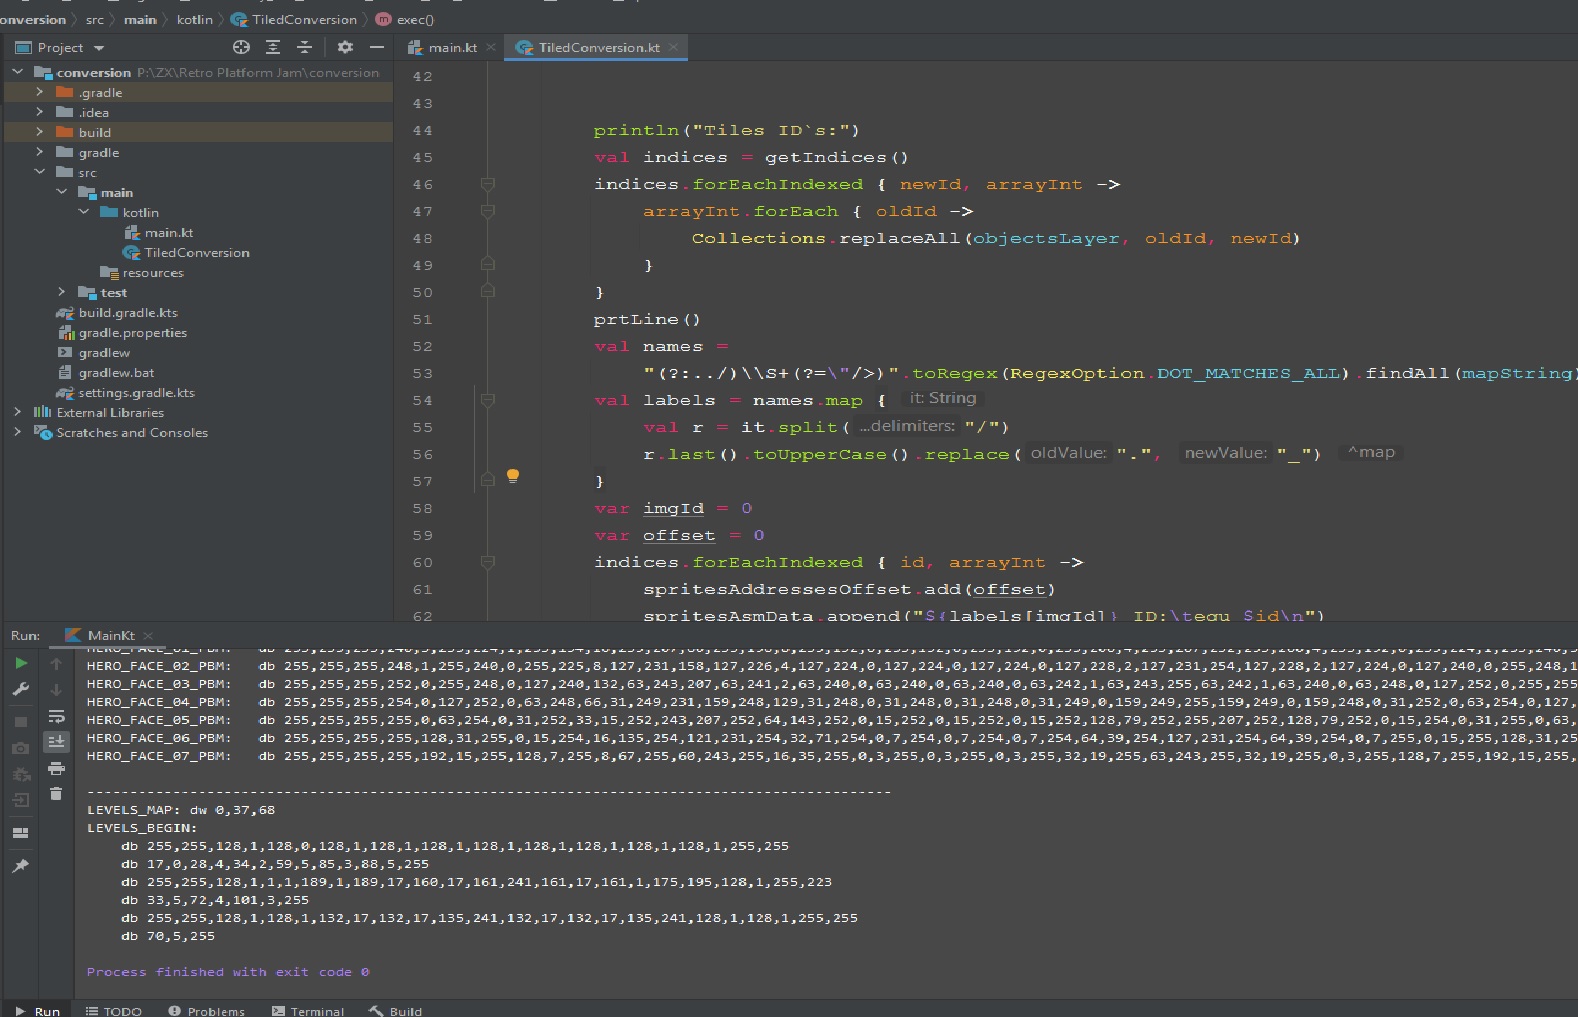 onversion › src › main › kotlin › TiledConversion › exec()
Project
main.kt
TiledConversion.kt
conversion P:\ZX\Retro Platform Jam\conversion
.gradle
.idea
build
gradle
src
main
kotlin
main.kt
TiledConversion
resources
test
build.gradle.kts
gradle.properties
gradlew
gradlew.bat
settings.gradle.kts
External Libraries
Scratches and Consoles
42
43
44 println("Tiles ID`s:")
45 val indices = getIndices()
46 indices.forEachIndexed { newId, arrayInt ->
47 arrayInt.forEach { oldId ->
48 Collections.replaceAll(objectsLayer, oldId, newId)
49 }
50 }
51 prtLine()
52 val names =
53 "(?:../)\\S+(?=\"/>)".toRegex(RegexOption.DOT_MATCHES_ALL).findAll(mapString)
54 val labels = names.map { it: String
55 val r = it.split( ...delimiters: "/")
56 r.last().toUpperCase().replace( oldValue: ".", newValue: "_") ^map
57 }
58 var imgId = 0
59 var offset = 0
60 indices.forEachIndexed { id, arrayInt ->
61 spritesAddressesOffset.add(offset)
62 spritesAsmData.append("${labels[imgId]}_ID:\tequ $id\n")
Run: MainKt
HERO_FACE_02_PBM: db 255,255,255,248,1,255,240,0,255,225,8,127,231,158,127,226,4,127,224,0,127,224,0,127,224,0,127,228,2,127,231,254,127,228,2,127,224,0,127,240,0,255,248,1
HERO_FACE_03_PBM: db 255,255,255,252,0,255,248,0,127,240,132,63,243,207,63,241,2,63,240,0,63,240,0,63,240,0,63,242,1,63,243,255,63,242,1,63,240,0,63,248,0,127,252,0,255,255
HERO_FACE_04_PBM: db 255,255,255,254,0,127,252,0,63,248,66,31,249,231,159,248,129,31,248,0,31,248,0,31,248,0,31,249,0,159,249,255,159,249,0,159,248,0,31,252,0,63,254,0,127,
HERO_FACE_05_PBM: db 255,255,255,255,0,63,254,0,31,252,33,15,252,243,207,252,64,143,252,0,15,252,0,15,252,0,15,252,128,79,252,255,207,252,128,79,252,0,15,254,0,31,255,0,63,
HERO_FACE_06_PBM: db 255,255,255,255,128,31,255,0,15,254,16,135,254,121,231,254,32,71,254,0,7,254,0,7,254,0,7,254,64,39,254,127,231,254,64,39,254,0,7,255,0,15,255,128,31,25
HERO_FACE_07_PBM: db 255,255,255,255,192,15,255,128,7,255,8,67,255,60,243,255,16,35,255,0,3,255,0,3,255,0,3,255,32,19,255,63,243,255,32,19,255,0,3,255,128,7,255,192,15,255,
LEVELS_MAP: dw 0,37,68
LEVELS_BEGIN:
db 255,255,128,1,128,0,128,1,128,1,128,1,128,1,128,1,128,1,128,1,128,1,255,255
db 17,0,28,4,34,2,59,5,85,3,88,5,255
db 255,255,128,1,1,1,189,1,189,17,160,17,161,241,161,17,161,1,175,195,128,1,255,223
db 33,5,72,4,101,3,255
db 255,255,128,1,128,1,132,17,132,17,135,241,132,17,132,17,135,241,128,1,128,1,255,255
db 70,5,255
Process finished with exit code 0
Run TODO Problems Terminal Build